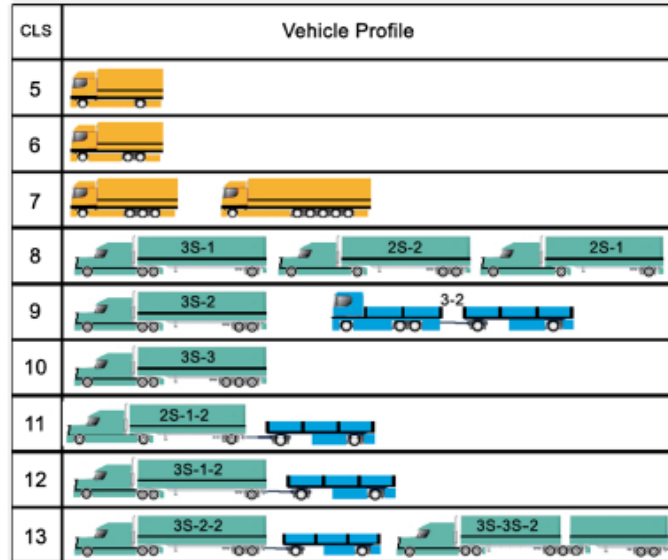 CLS Vehicle Profile
5
6
7
8 3S-1 2S-2 2S-1
9 3S-2 3-2
10 3S-3
11 2S-1-2
12 3S-1-2
13 3S-2-2 3S-3S-2